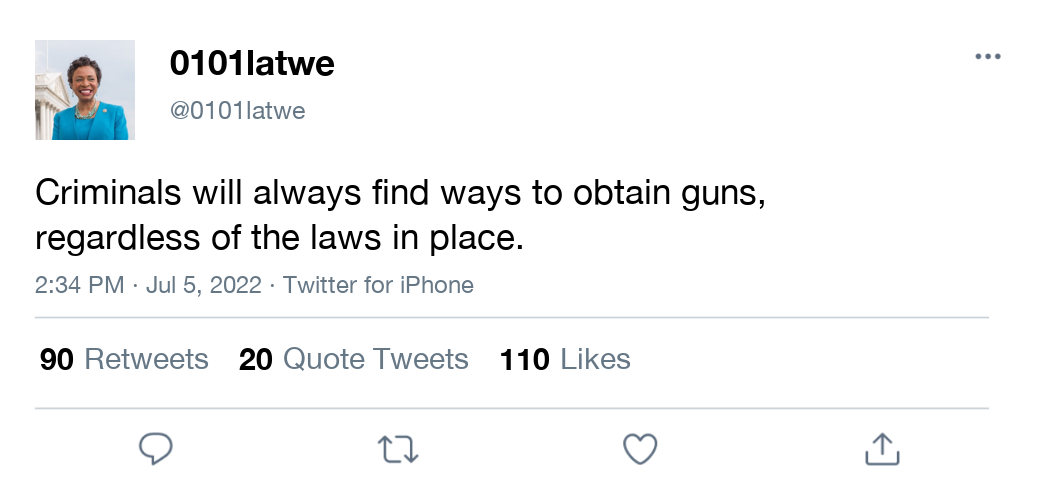 0101latwe
@0101latwe
Criminals will always find ways to obtain guns,
regardless of the laws in place.
2:34 PM · Jul 5, 2022 · Twitter for iPhone
90 Retweets 20 Quote Tweets 110 Likes